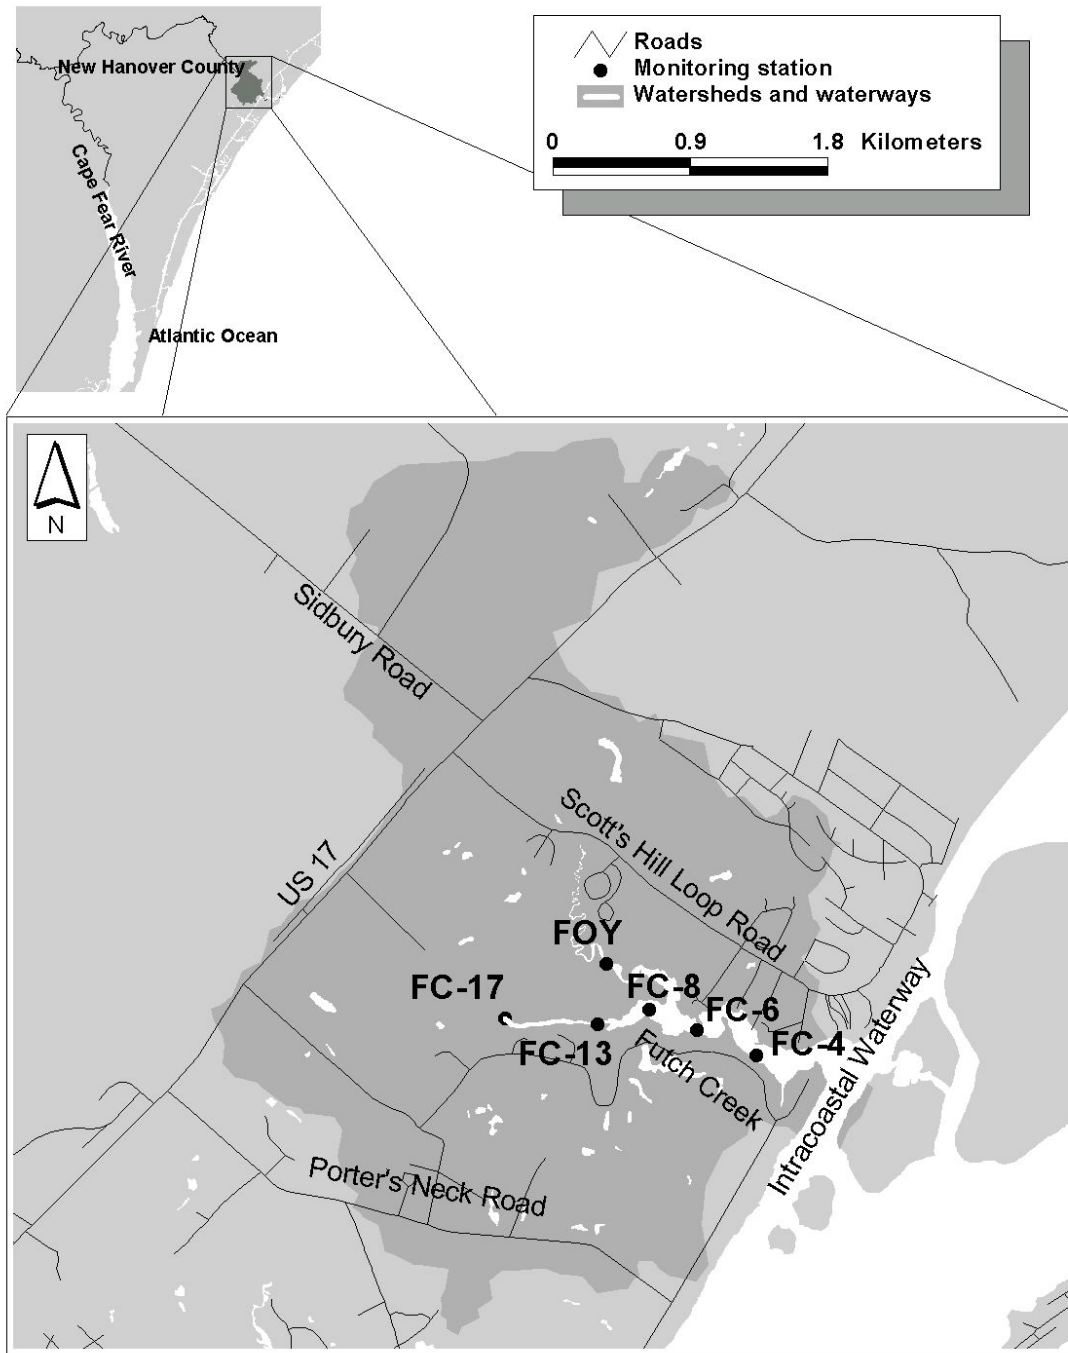 New Hanover County
Cape Fear River
Atlantic Ocean
Roads
Monitoring station
Watersheds and waterways
0 0.9 1.8 Kilometers
N
Sidbury Road
US 17
Scott's Hill Loop Road
FOY
FC-17
FC-8
FC-6
FC-13
FC-4
Futch Creek
Intracoastal Waterway
Porter's Neck Road